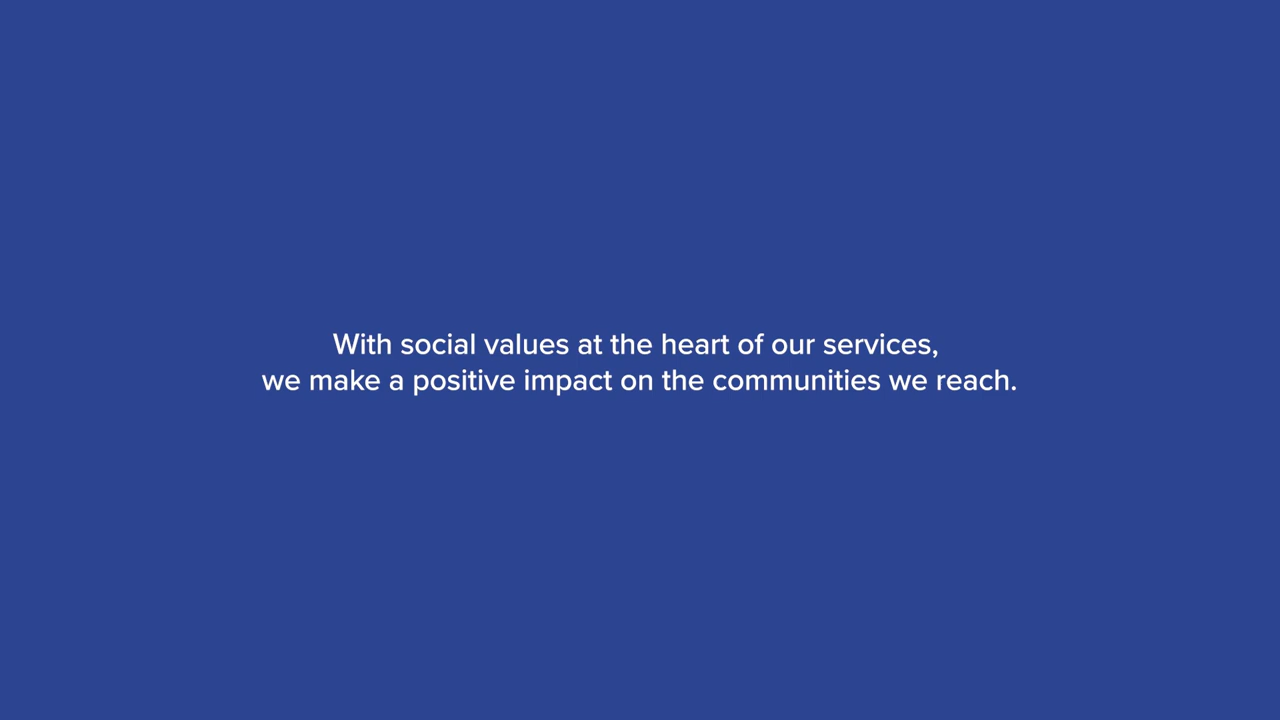 With social values at the heart of our services,
we make a positive impact on the communities we reach.